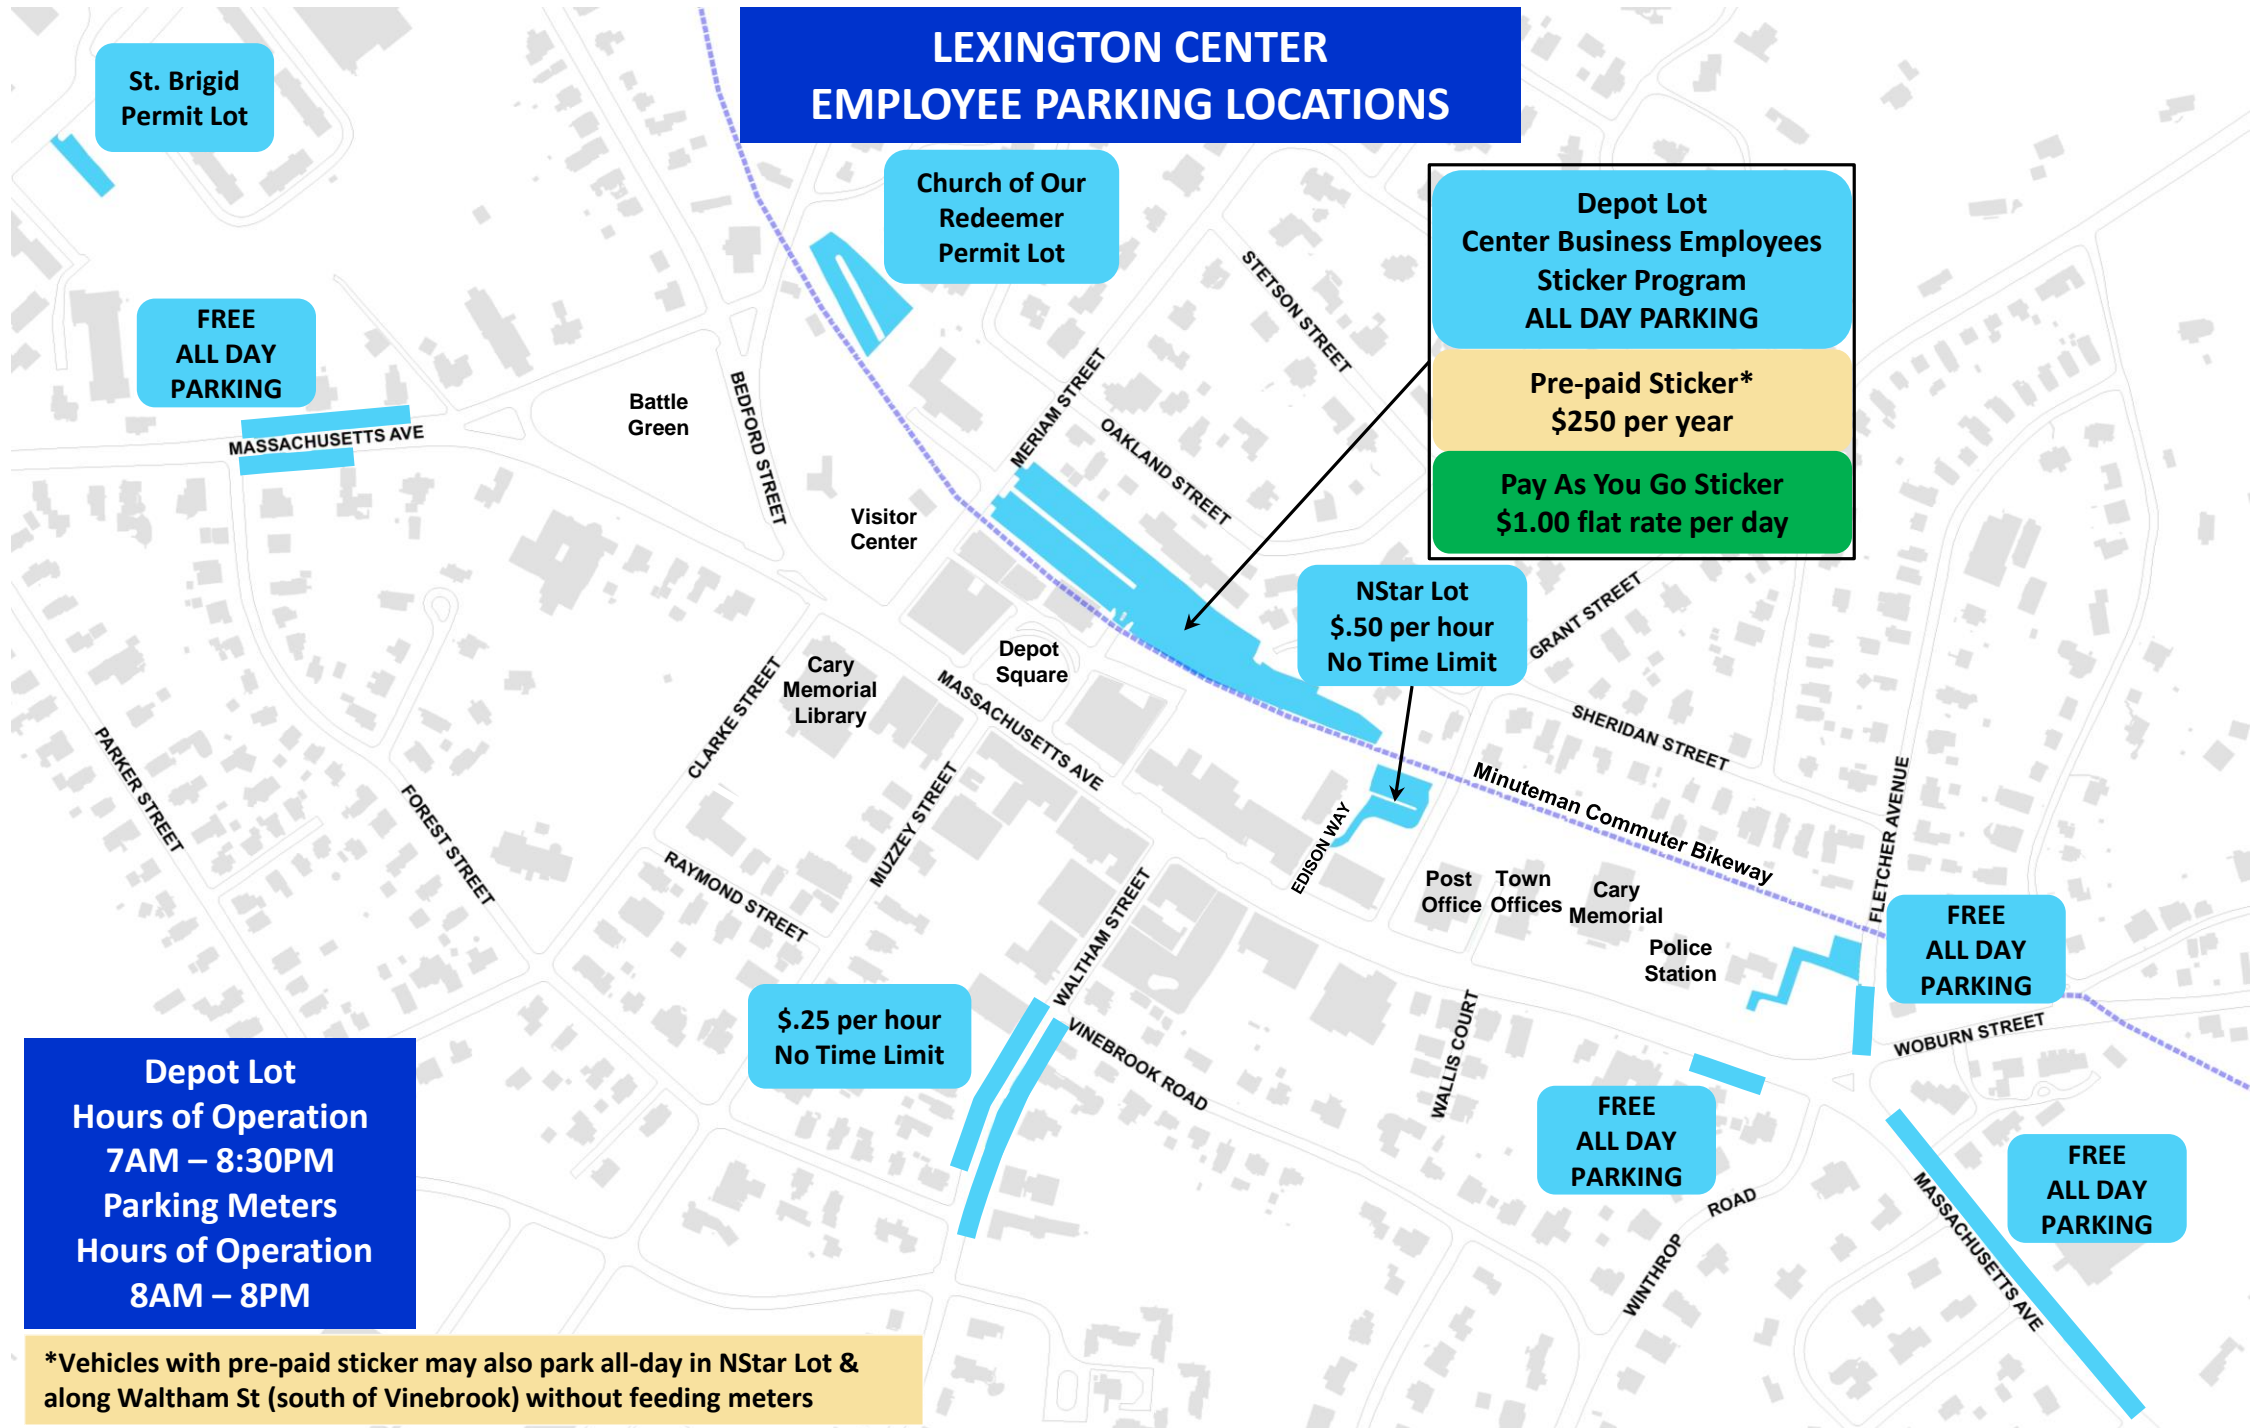 LEXINGTON CENTER
EMPLOYEE PARKING LOCATIONS
St. Brigid
Permit Lot
Church of Our
Redeemer
Permit Lot
Depot Lot
Center Business Employees
Sticker Program
ALL DAY PARKING
Pre-paid Sticker*
$250 per year
Pay As You Go Sticker
$1.00 flat rate per day
FREE
ALL DAY
PARKING
MASSACHUSETTS AVE
Battle
Green
BEDFORD STREET
Visitor
Center
MERIAM STREET
STETSON STREET
OAKLAND STREET
NStar Lot
$.50 per hour
No Time Limit
GRANT STREET
SHERIDAN STREET
Depot
Square
Cary
Memorial
Library
CLARKE STREET
MASSACHUSETTS AVE
PARKER STREET
FOREST STREET
MUZZEY STREET
RAYMOND STREET
WALTHAM STREET
EDISON WAY
Minuteman Commuter Bikeway
FLETCHER AVENUE
Post
Office
Town
Offices
Cary
Memorial
Police
Station
FREE
ALL DAY
PARKING
$.25 per hour
No Time Limit
VINEBROOK ROAD
WALLIS COURT
WOBURN STREET
FREE
ALL DAY
PARKING
WINTHROP
ROAD
MASSACHUSETTS AVE
FREE
ALL DAY
PARKING
Depot Lot
Hours of Operation
7AM – 8:30PM
Parking Meters
Hours of Operation
8AM – 8PM
*Vehicles with pre-paid sticker may also park all-day in NStar Lot &
along Waltham St (south of Vinebrook) without feeding meters